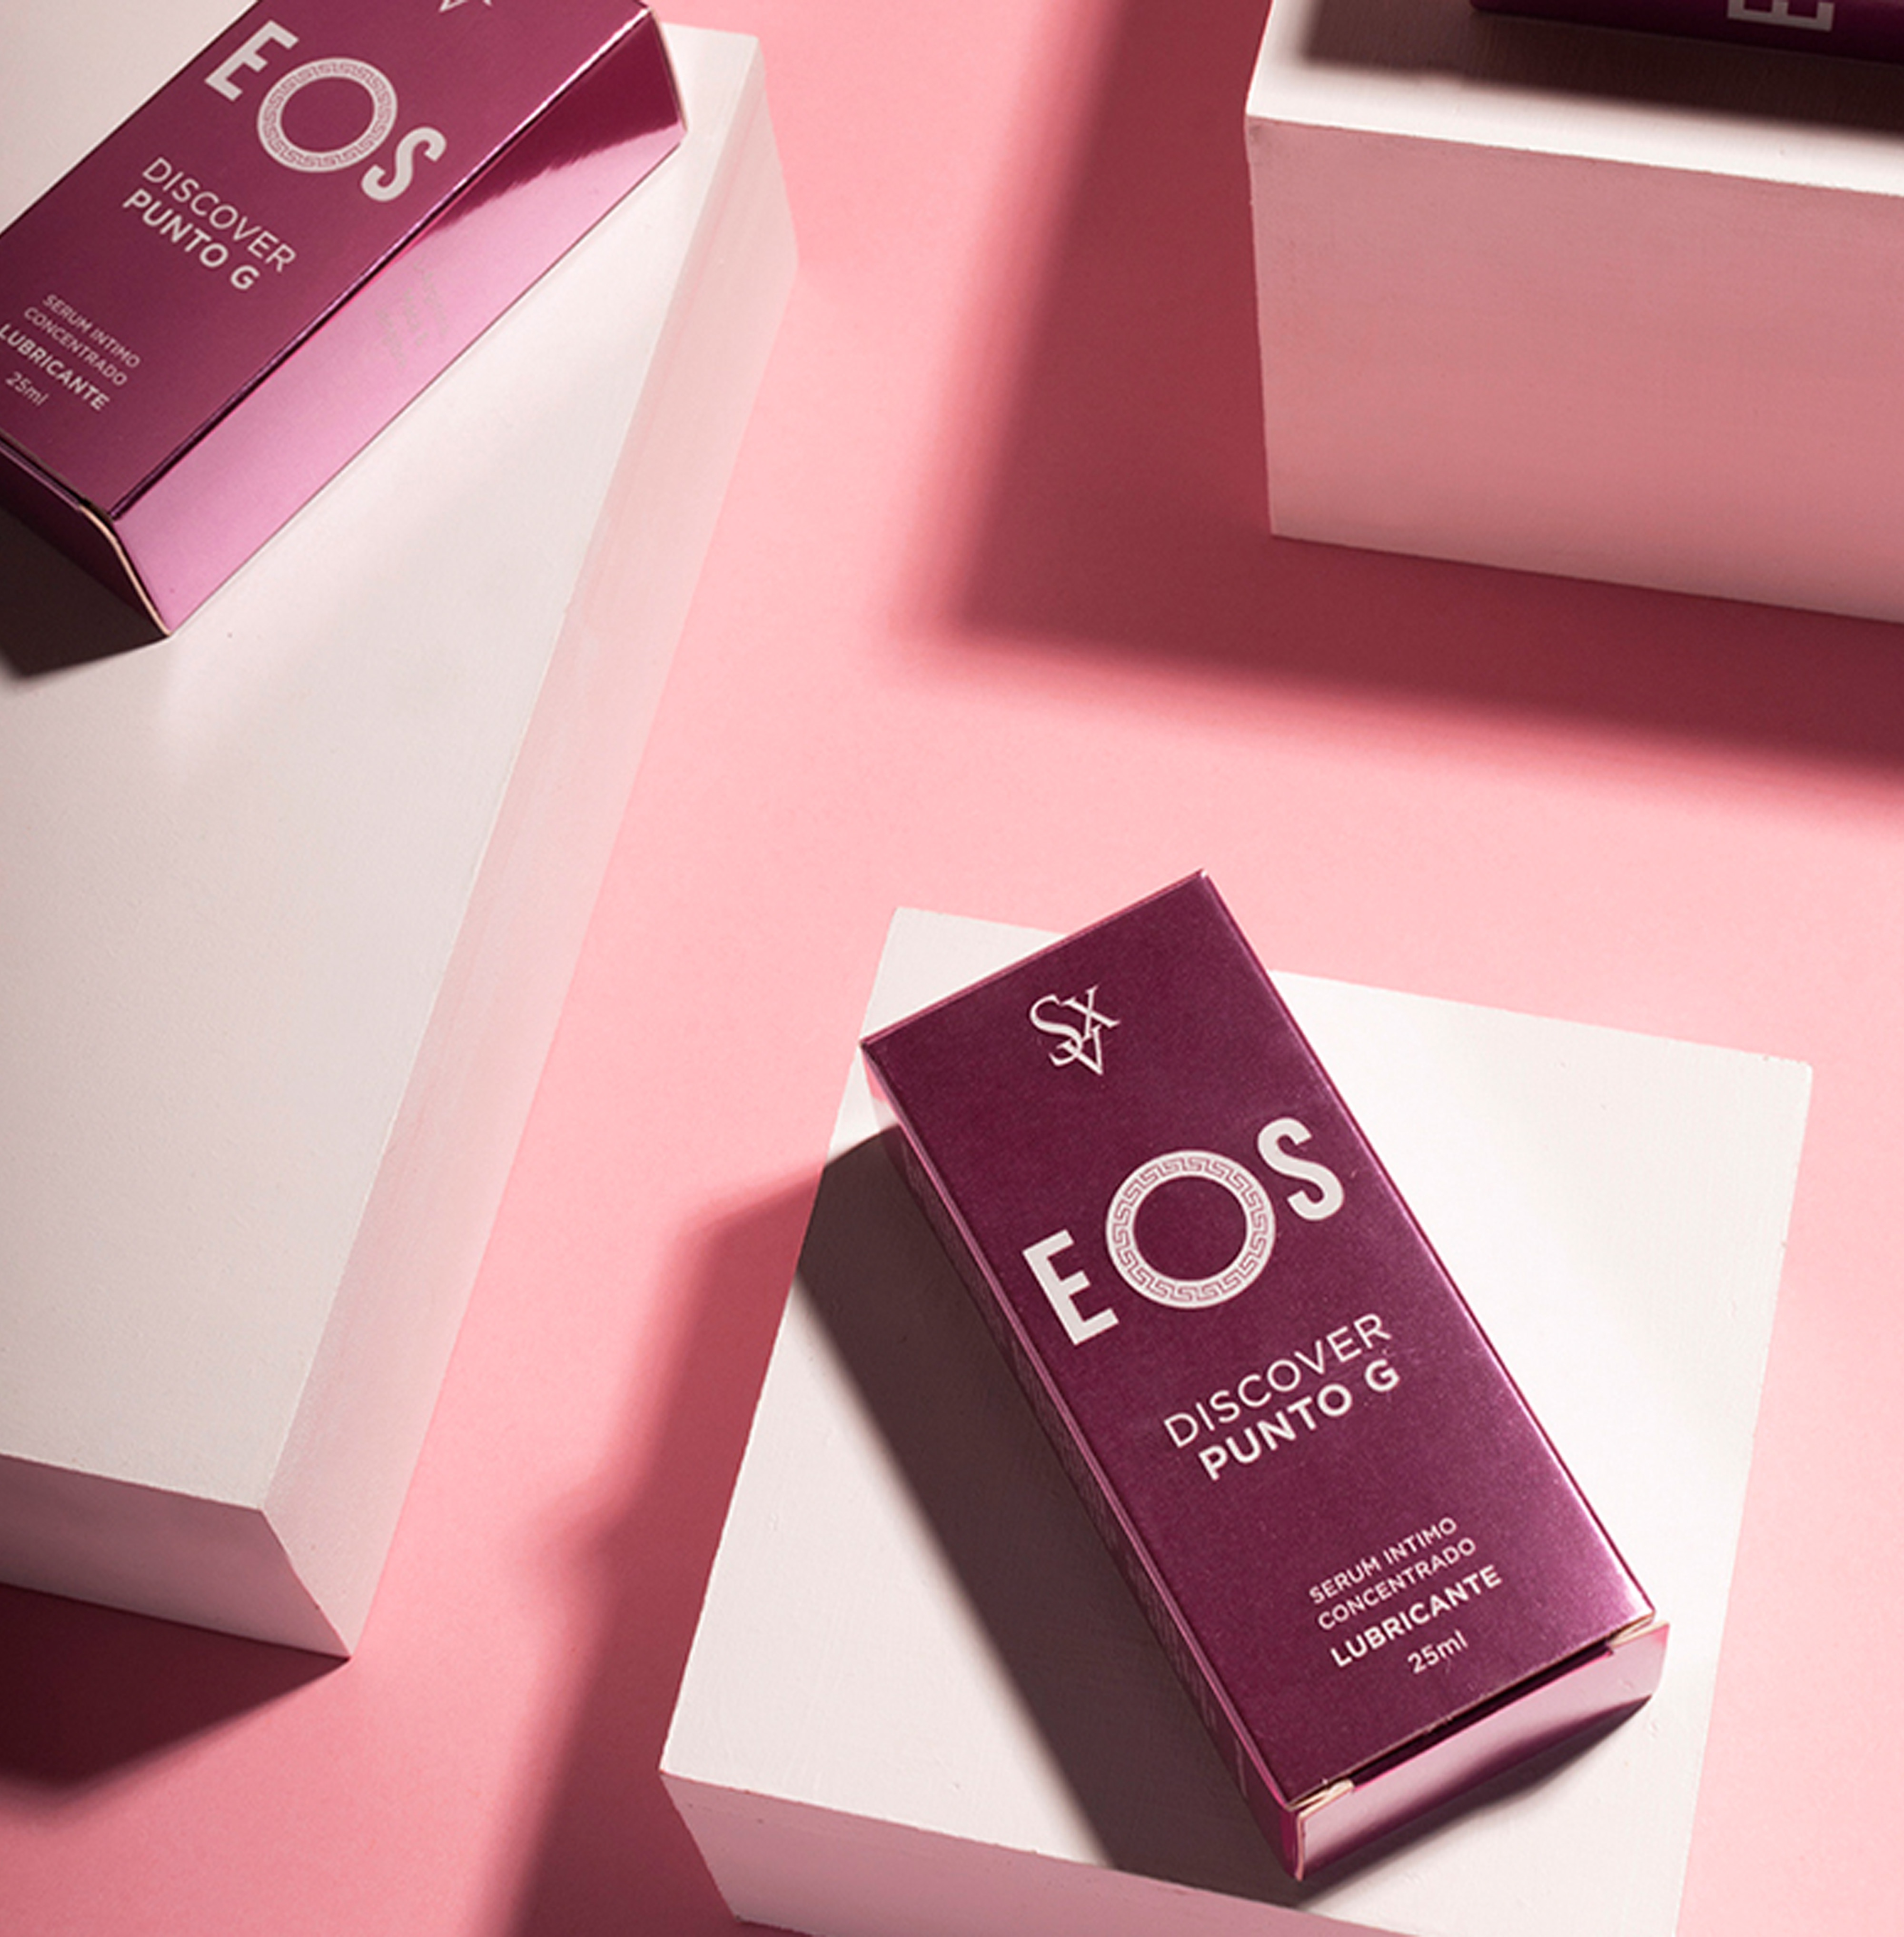 V
EOS
DISCOVER
PUNTO G
SERUM INTIMO
CONCENTRADO
LUBRICANTE
25ml
E
SXV
EOS
DISCOVER
PUNTO G
SERUM INTIMO
CONCENTRADO
LUBRICANTE
25ml